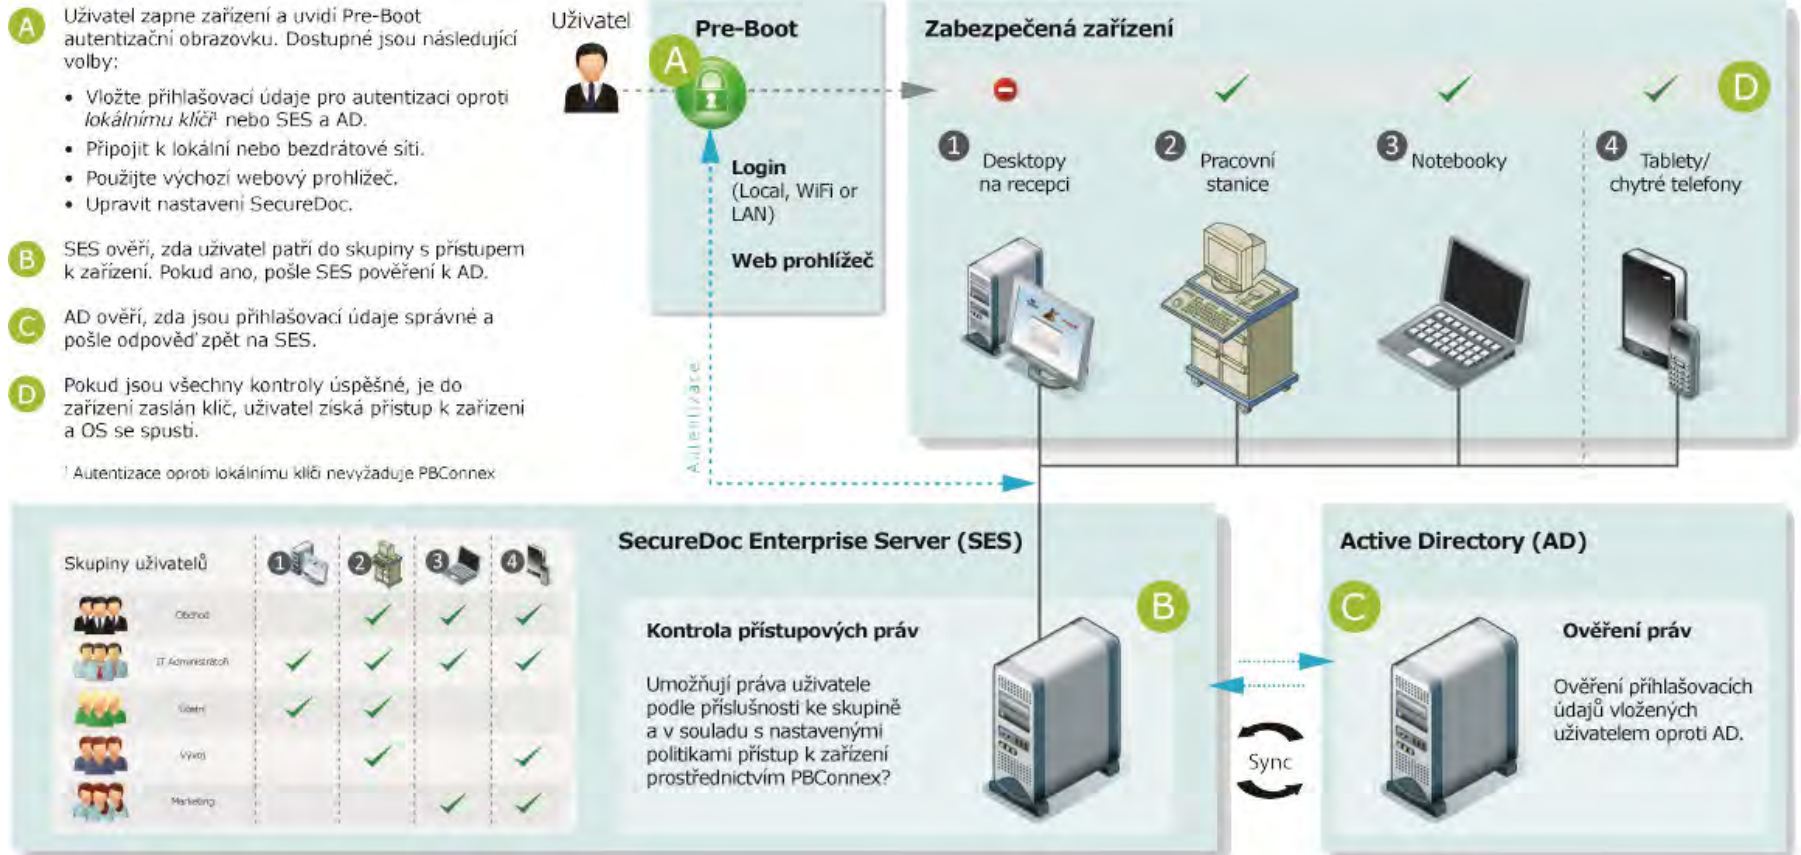 A
Uživatel zapne zařízení a uvidí Pre-Boot
autentizační obrazovku. Dostupné jsou následující
volby:
• Vložte přihlašovací údaje pro autentizaci oproti
lokálnímu klíči¹ nebo SES a AD.
• Připojit k lokální nebo bezdrátové síti.
• Použijte výchozí webový prohlížeč.
• Upravit nastavení SecureDoc.
B
SES ověří, zda uživatel patří do skupiny s přístupem
k zařízení. Pokud ano, pošle SES pověření k AD.
C
AD ověří, zda jsou přihlašovací údaje správné a
pošle odpověď zpět na SES.
D
Pokud jsou všechny kontroly úspěšné, je do
zařízení zaslán klíč, uživatel získá přístup k zařízení
a OS se spustí.
¹ Autentizace oproti lokálnímu klíči nevyžaduje PBConnex
Uživatel
Pre-Boot
A
Login
(Local, WiFi or
LAN)
Web prohlížeč
Autentizace
Zabezpečená zařízení
D
1 Desktopy
na recepci
2 Pracovní
stanice
3 Notebooky
4 Tablety/
chytré telefony
Skupiny uživatelů
1
2
3
4
Obchod
IT Administrátoři
Účetní
Vývoj
Marketing
SecureDoc Enterprise Server (SES)
B
Kontrola přístupových práv
Umožňují práva uživatele
podle příslušnosti ke skupině
a v souladu s nastavenými
politikami přístup k zařízení
prostřednictvím PBConnex?
Sync
Active Directory (AD)
C
Ověření práv
Ověření přihlašovacích
údajů vložených
uživatelem oproti AD.